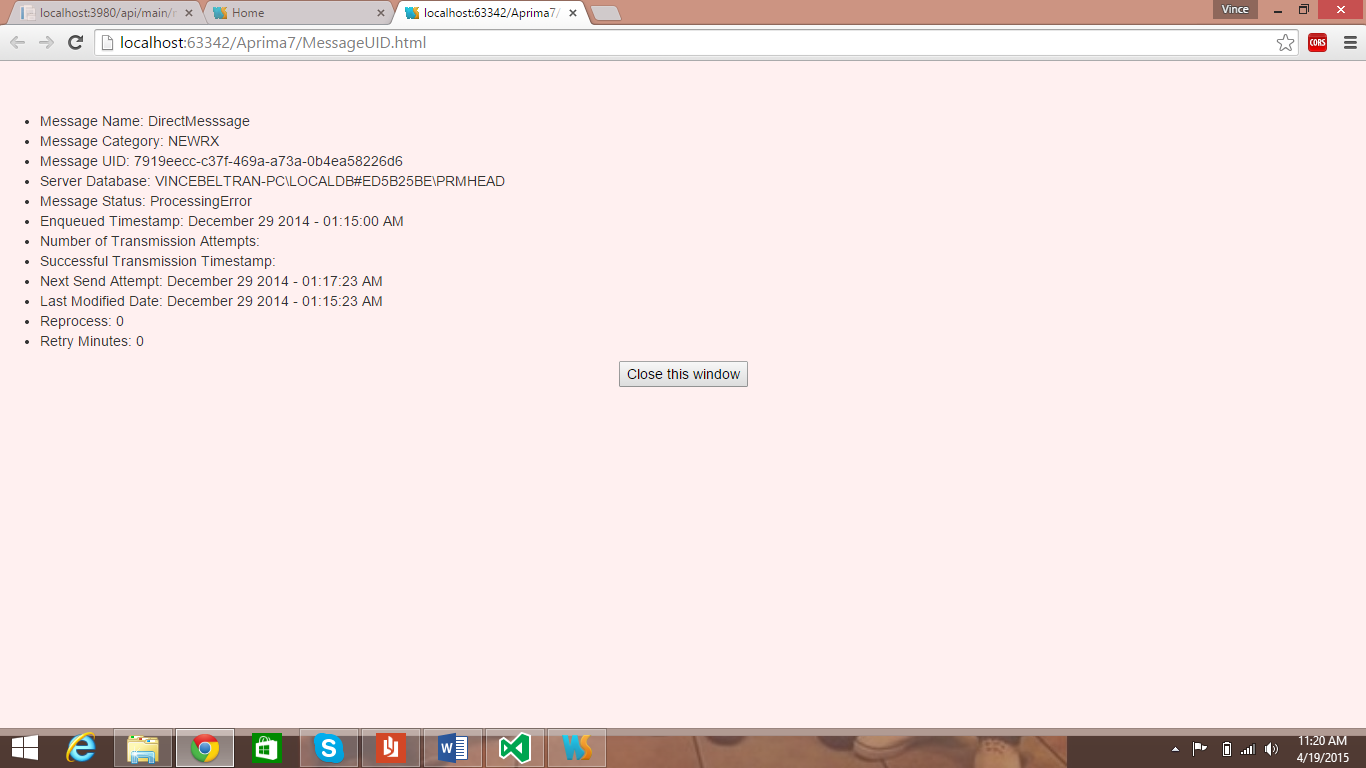 localhost:3980/api/main/
Home
localhost:63342/Aprima7/
Vince
localhost:63342/Aprima7/MessageUID.html
CORS
Message Name: DirectMesssage
Message Category: NEWRX
Message UID: 7919eecc-c37f-469a-a73a-0b4ea58226d6
Server Database: VINCEBELTRAN-PC\LOCALDB#ED5B25BE\PRMHEAD
Message Status: ProcessingError
Enqueued Timestamp: December 29 2014 - 01:15:00 AM
Number of Transmission Attempts:
Successful Transmission Timestamp:
Next Send Attempt: December 29 2014 - 01:17:23 AM
Last Modified Date: December 29 2014 - 01:15:23 AM
Reprocess: 0
Retry Minutes: 0
Close this window
11:20 AM
4/19/2015